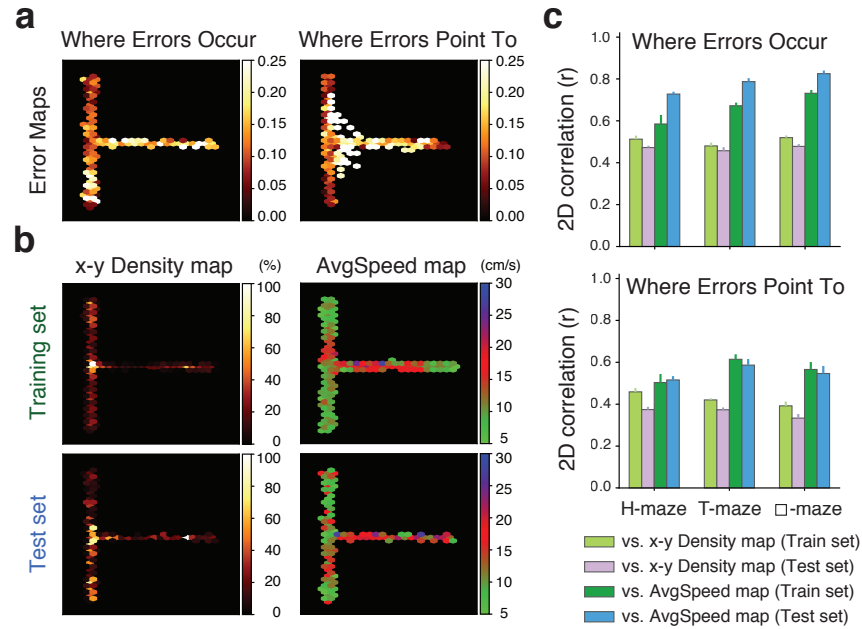 a
Where Errors Occur
Where Errors Point To
Error Maps
0.25
0.20
0.15
0.10
0.05
0.00
0.25
0.20
0.15
0.10
0.05
0.00
b
x-y Density map
(%)
AvgSpeed map
(cm/s)
Training set
100
80
60
40
20
0
30
25
20
15
10
5
Test set
100
80
60
40
20
0
30
25
20
15
10
5
c
Where Errors Occur
2D correlation (r)
1.0
0.8
0.6
0.4
0.2
0.0
Where Errors Point To
2D correlation (r)
1.0
0.8
0.6
0.4
0.2
0.0
H-maze T-maze □-maze
vs. x-y Density map (Train set)
vs. x-y Density map (Test set)
vs. AvgSpeed map (Train set)
vs. AvgSpeed map (Test set)